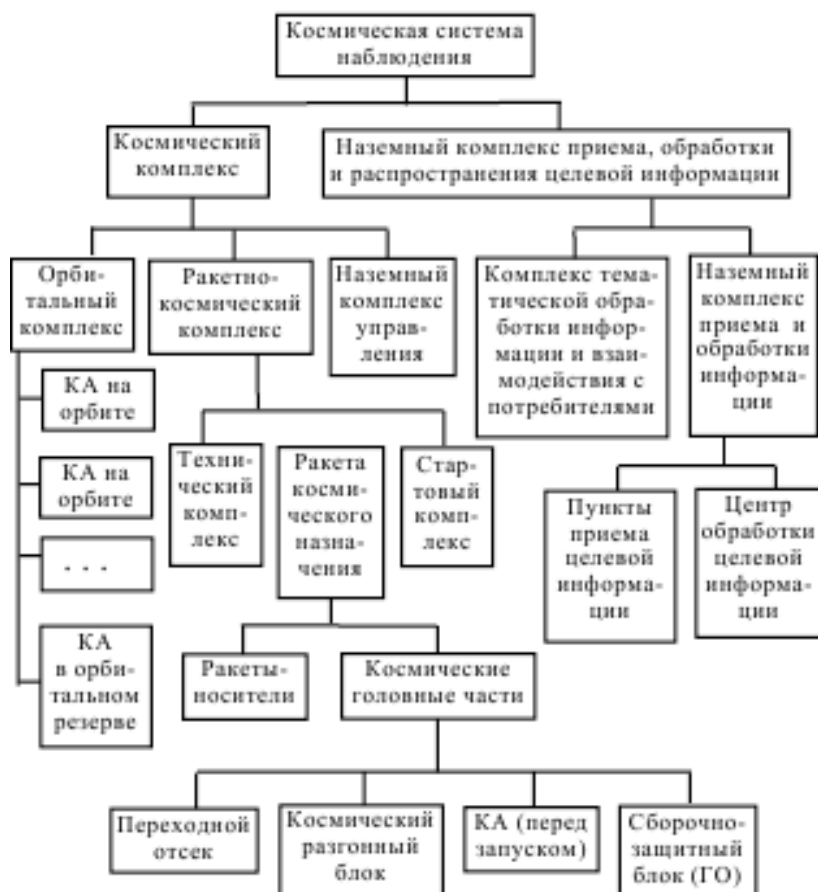 Космическая система
наблюдения
Космический
комплекс
Наземный комплекс приема, обработки
и распространения целевой информации
Орби-
тальный
комплекс
Ракетно-
космический
комплекс
Наземный
комплекс
управ-
ления
Комплекс тема-
тической обра-
ботки инфор-
мации и взаи-
модействия с
потребителями
Наземный
комплекс
приема и
обработки
информа-
ции
КА на
орбите
КА на
орбите
. . .
КА
в орби-
тальном
резерве
Техни-
ческий
комп-
лекс
Ракета
косми-
ческого
назна-
чения
Стар-
товый
комп-
лекс
Пункты
приема
целевой
информа-
ции
Центр
обработки
целевой
информа-
ции
Ракеты-
носители
Космические
головные части
Переходной
отсек
Космический
разгонный
блок
КА (перед
запуском)
Сборочно-
защитный
блок (ГО)